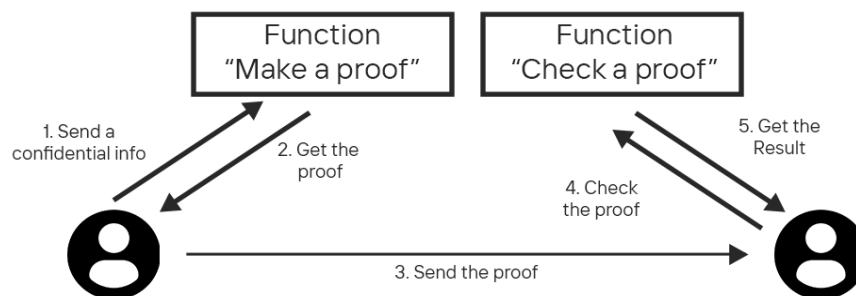 Function
“Make a proof”
Function
“Check a proof”
1. Send a
confidential info
2. Get the
proof
3. Send the proof
4. Check
the proof
5. Get the
Result